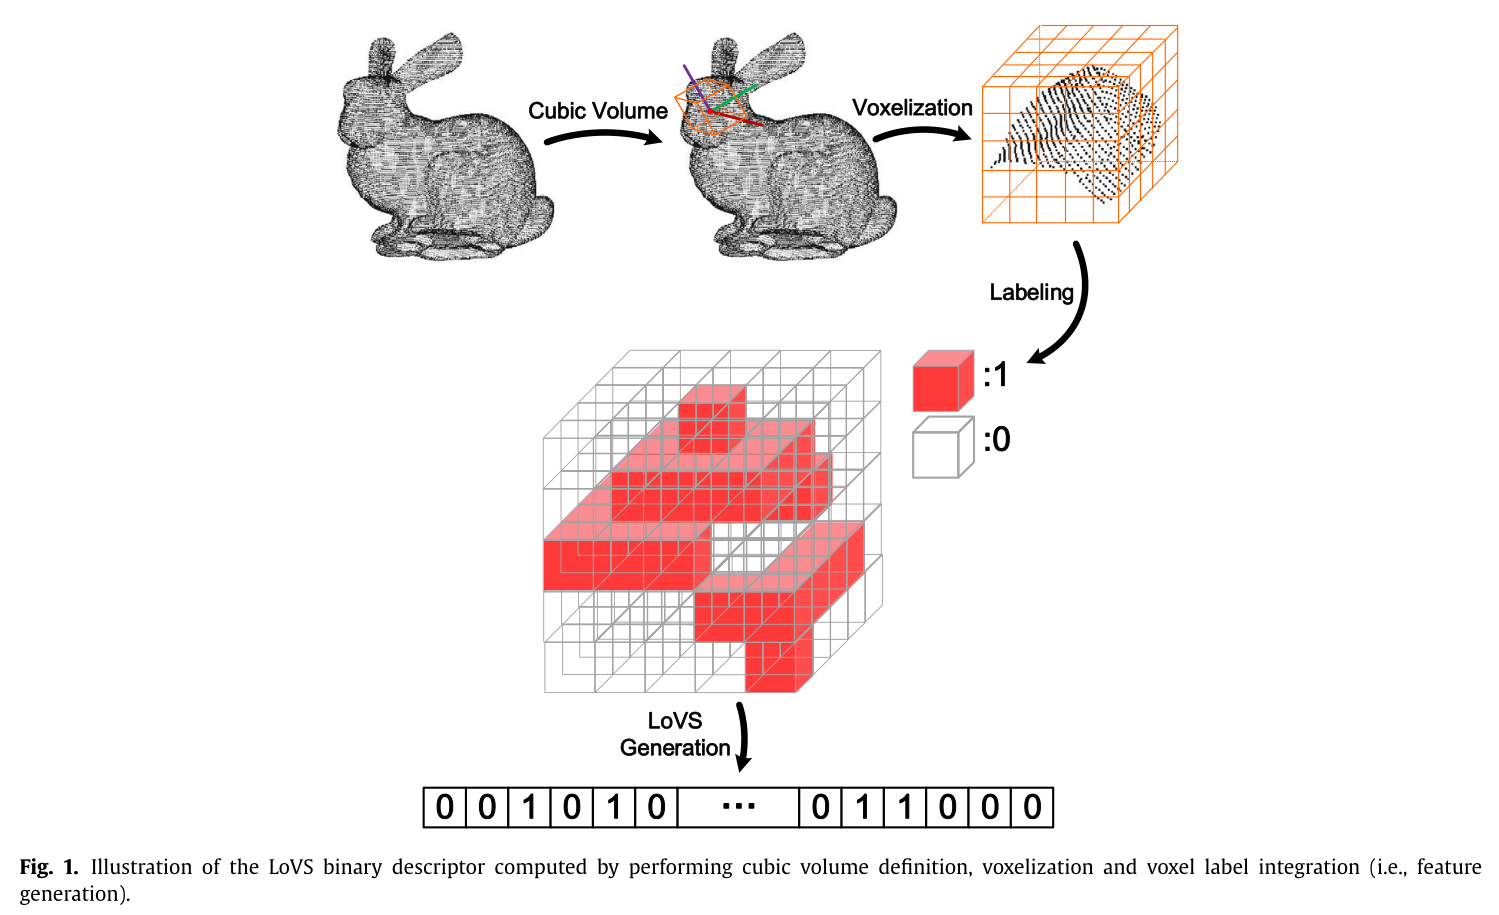 Cubic Volume
Voxelization
Labeling
:1
:0
LoVS
Generation
0 0 1 0 1 0 ... 0 1 1 0 0 0
Fig. 1. Illustration of the LoVS binary descriptor computed by performing cubic volume definition, voxelization and voxel label integration (i.e., feature
generation).